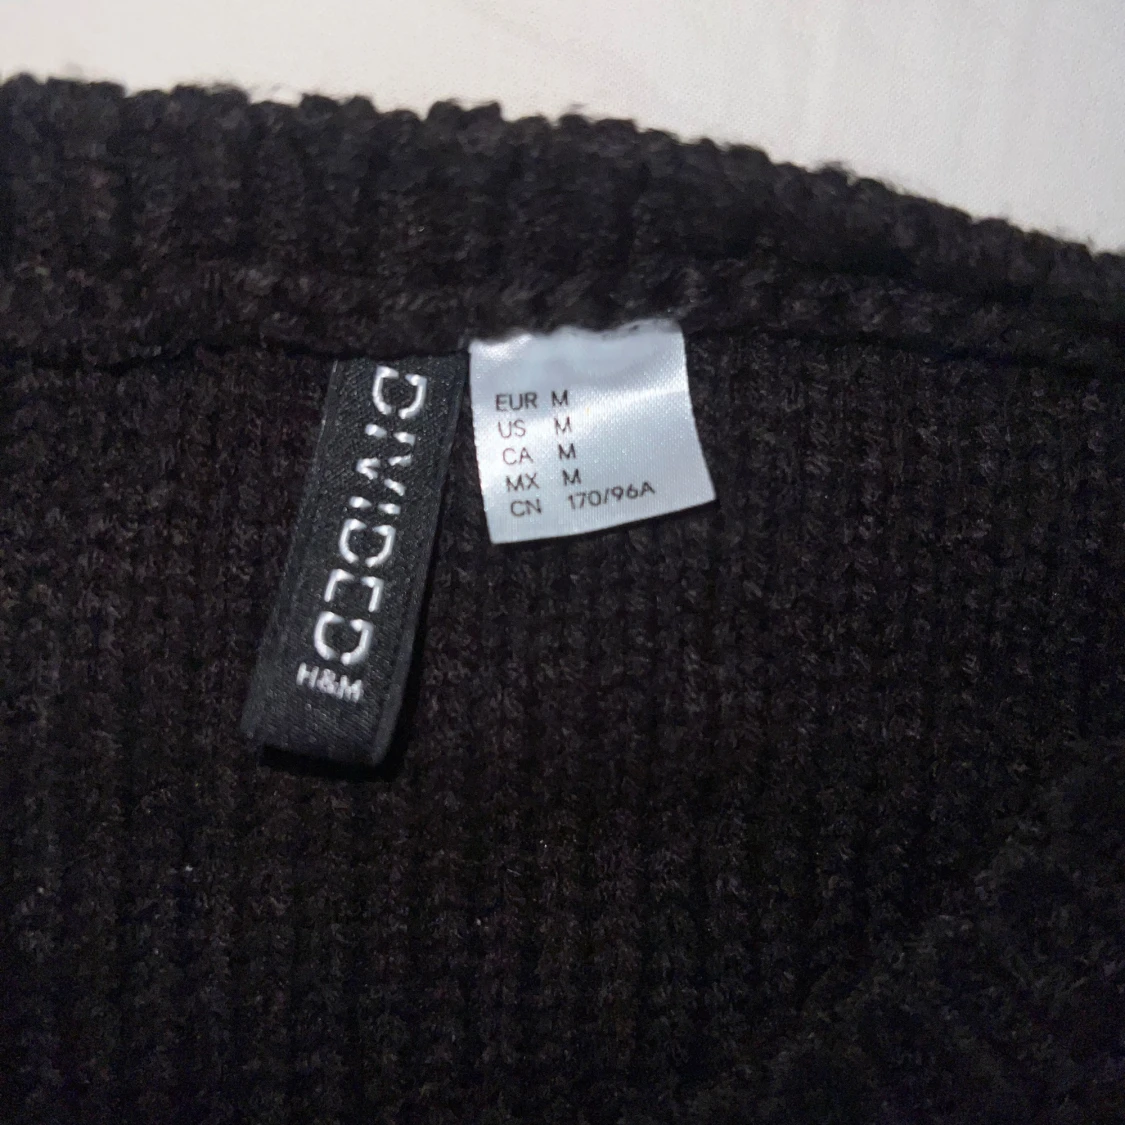 DIVIDED
H&M
EUR M
US M
CA M
MX M
CN 170/96A